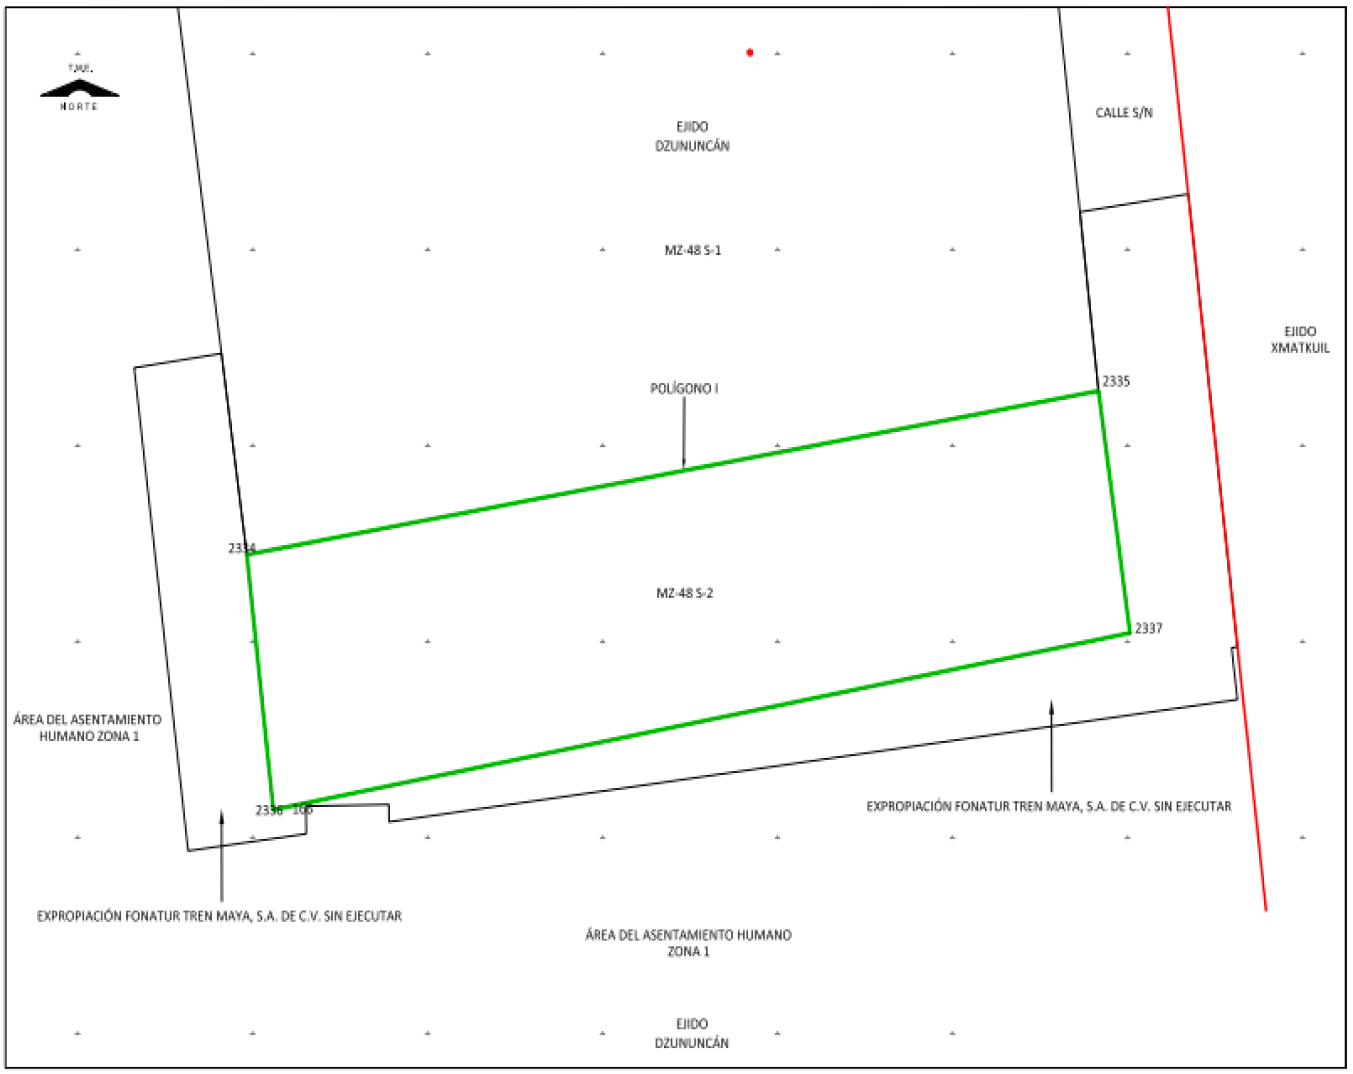 T.M.E.
NORTE
CALLE S/N
EJIDO
DZUNUNCÁN
MZ-48 S-1
EJIDO
XMATKUIL
POLÍGONO I
2335
2334
MZ-48 S-2
2337
ÁREA DEL ASENTAMIENTO
HUMANO ZONA 1
2336 166
EXPROPIACIÓN FONATUR TREN MAYA, S.A. DE C.V. SIN EJECUTAR
EXPROPIACIÓN FONATUR TREN MAYA, S.A. DE C.V. SIN EJECUTAR
ÁREA DEL ASENTAMIENTO HUMANO
ZONA 1
EJIDO
DZUNUNCÁN